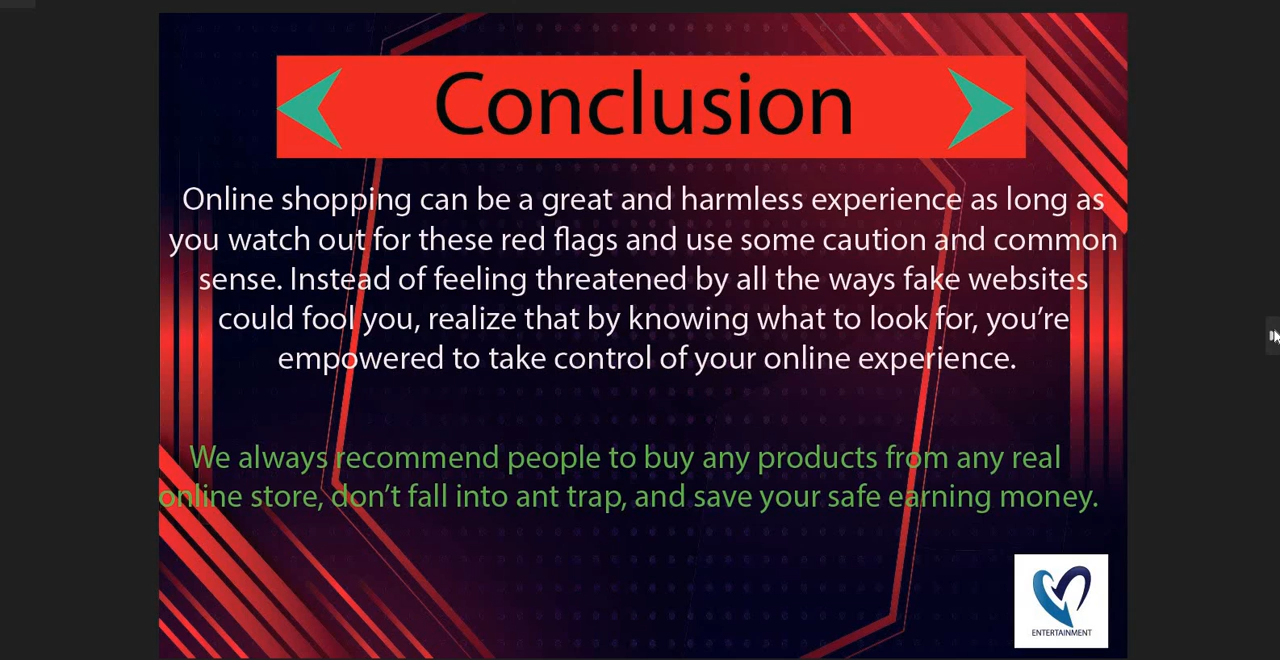 Conclusion
Online shopping can be a great and harmless experience as long as
you watch out for these red flags and use some caution and common
sense. Instead of feeling threatened by all the ways fake websites
could fool you, realize that by knowing what to look for, you’re
empowered to take control of your online experience.
We always recommend people to buy any products from any real
online store, don’t fall into ant trap, and save your safe earning money.
ENTERTAINMENT